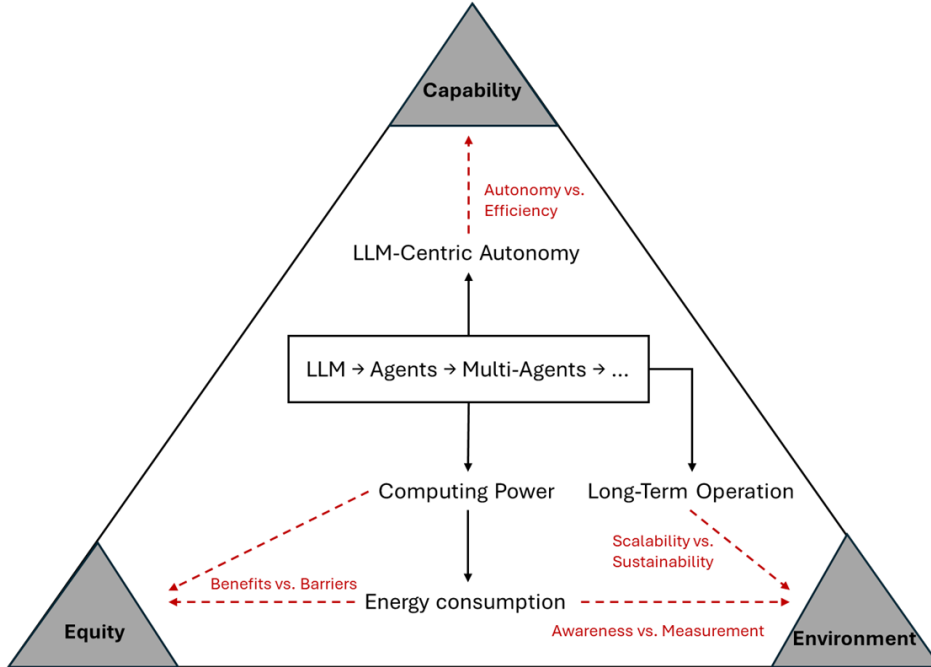 Capability
Autonomy vs.
Efficiency
LLM-Centric Autonomy
LLM → Agents → Multi-Agents → ...
Computing Power
Long-Term Operation
Scalability vs.
Sustainability
Benefits vs. Barriers
Energy consumption
Awareness vs. Measurement
Equity
Environment